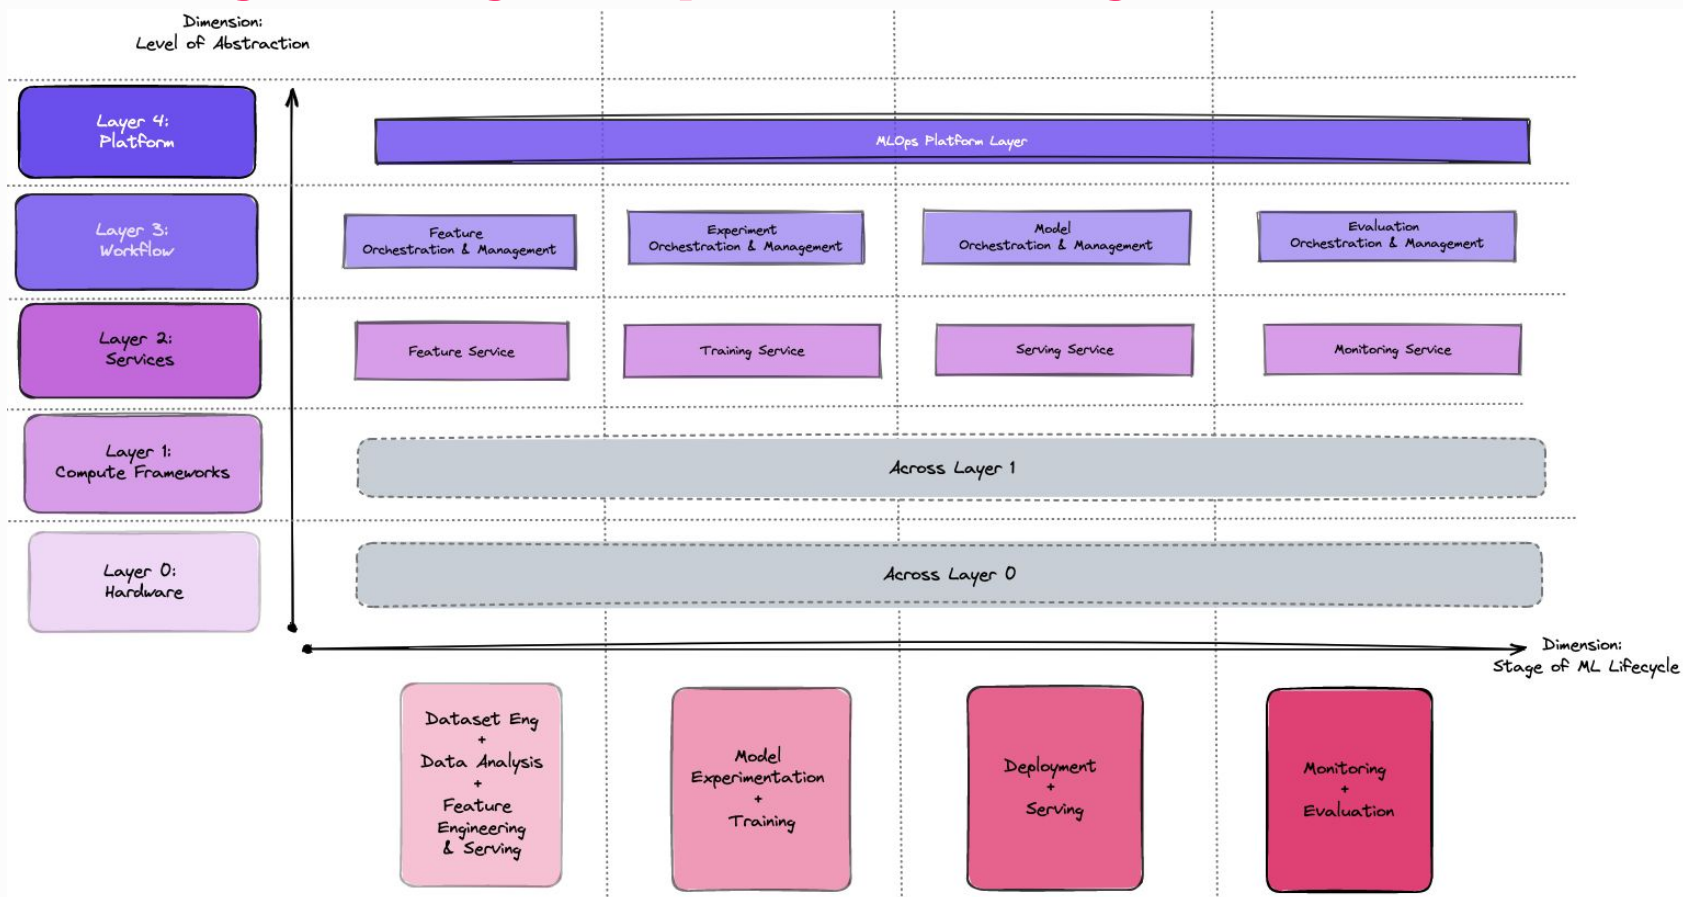 Dimension:
Level of Abstraction
Layer 4:
Platform
MLOps Platform Layer
Layer 3:
Workflow
Feature
Orchestration & Management
Experiment
Orchestration & Management
Model
Orchestration & Management
Evaluation
Orchestration & Management
Layer 2:
Services
Feature Service
Training Service
Serving Service
Monitoring Service
Layer 1:
Compute Frameworks
Across Layer 1
Layer 0:
Hardware
Across Layer 0
Dimension:
Stage of ML Lifecycle
Dataset Eng
+
Data Analysis
+
Feature
Engineering
& Serving
Model
Experimentation
+
Training
Deployment
+
Serving
Monitoring
+
Evaluation